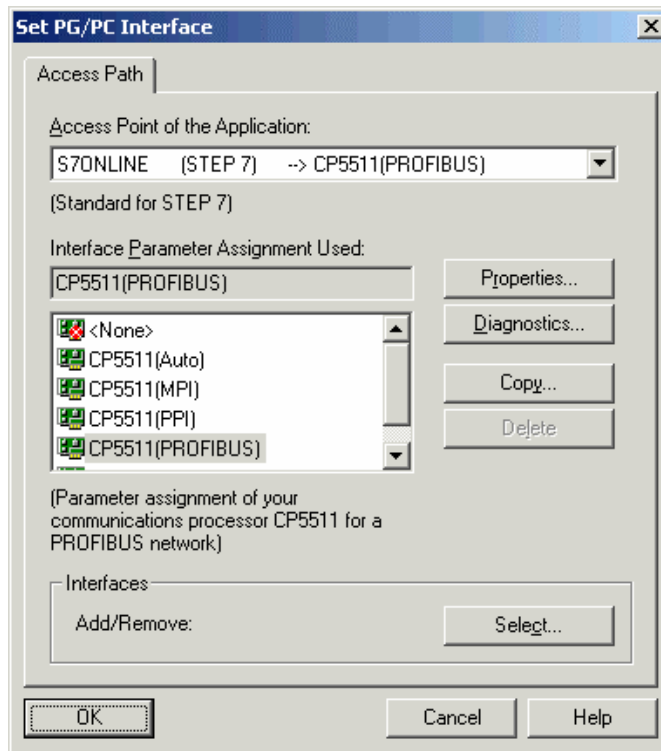 Set PG/PC Interface
Access Path
Access Point of the Application:
S7ONLINE (STEP 7) --> CP5511(PROFIBUS)
(Standard for STEP 7)
Interface Parameter Assignment Used:
CP5511(PROFIBUS)
Properties...
<None>
Diagnostics...
CP5511(Auto)
CP5511(MPI)
Copy...
CP5511(PPI)
Delete
CP5511(PROFIBUS)
(Parameter assignment of your
communications processor CP5511 for a
PROFIBUS network)
Interfaces
Add/Remove:
Select...
OK
Cancel
Help